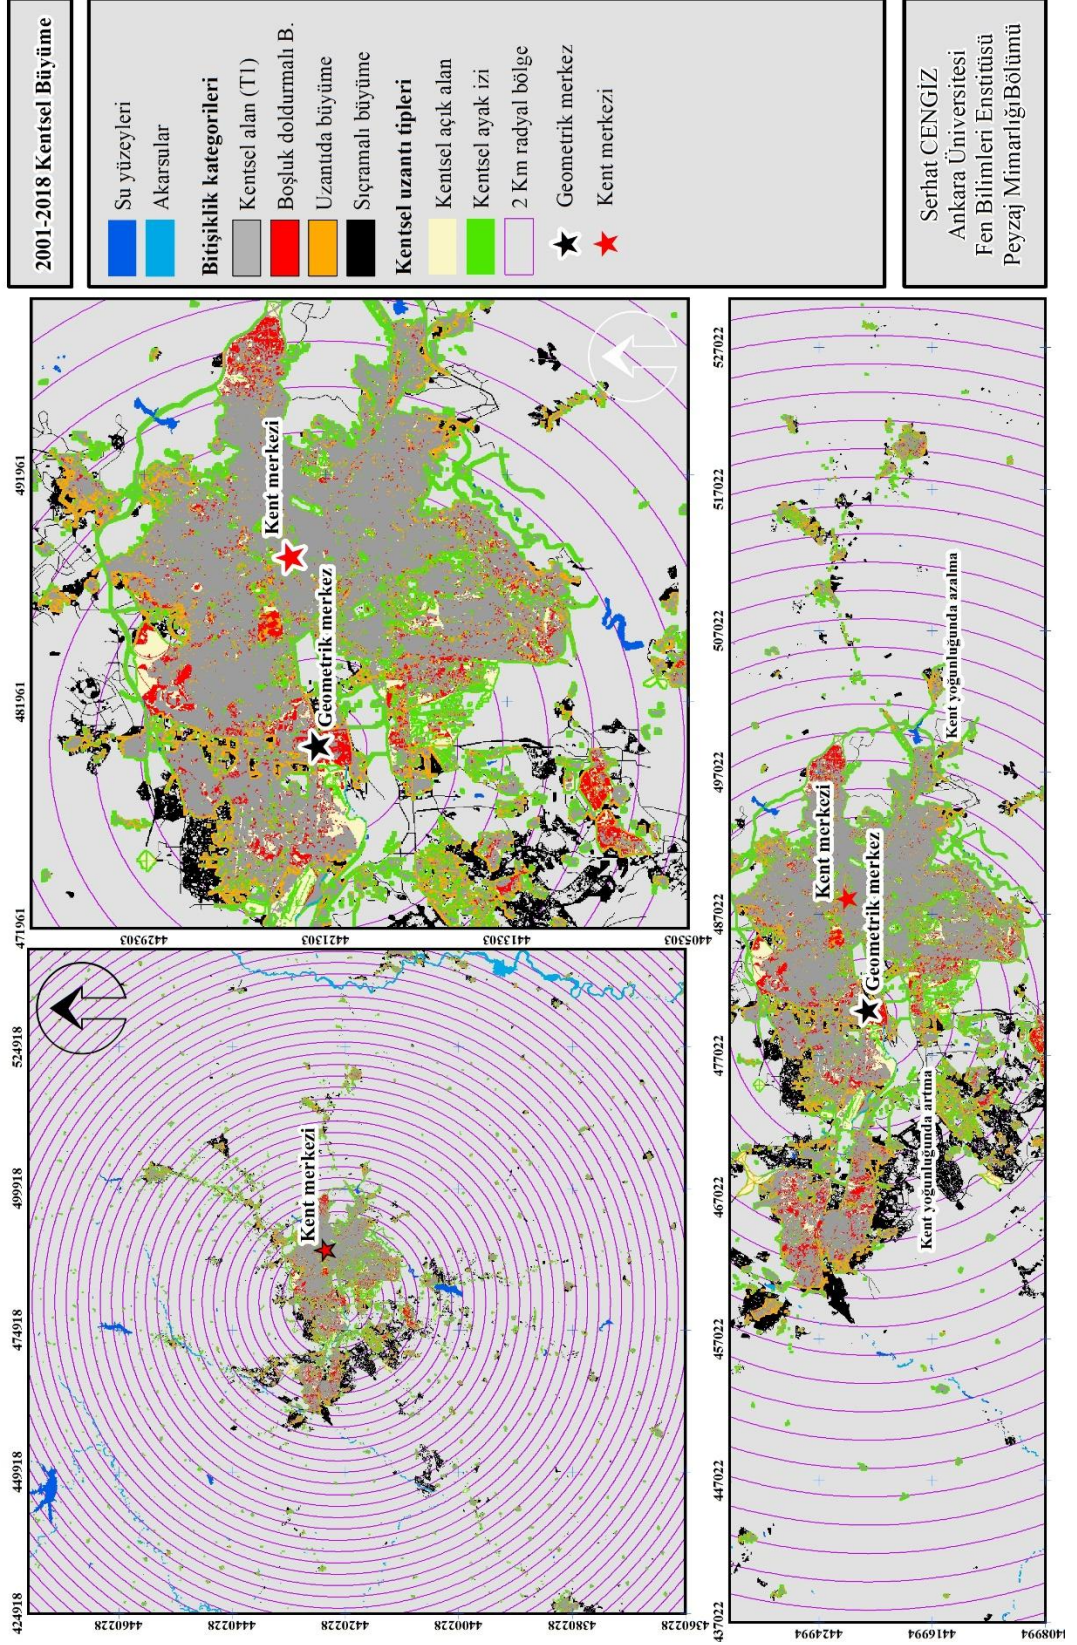 2001-2018 Kentsel Büyüme
Su yüzeyleri
Akarsular
Bitişiklik kategorileri
Kentsel alan (T1)
Boşluk doldurmalı B.
Uzantıda büyüme
Sıçramalı büyüme
Kentsel uzantı tipleri
Kentsel açık alan
Kentsel ayak izi
2 Km radyal bölge
Geometrik merkez
Kent merkezi
Serhat CENGİZ
Ankara Üniversitesi
Fen Bilimleri Enstitüsü
Peyzaj MimarlığıBölümü
424918
449918
474918
499918
524918
4460228
4440228
4420228
4400228
4380228
4360228
Kent merkezi
471961
481961
491961
4429303
4421303
4413303
4405303
Kent merkezi
Geometrik merkez
437022
447022
457022
467022
477022
487022
497022
507022
517022
527022
4424994
4416994
4408994
Kent merkezi
Geometrik merkez
Kent yoğunluğunda artma
Kent yoğunluğunda azalma